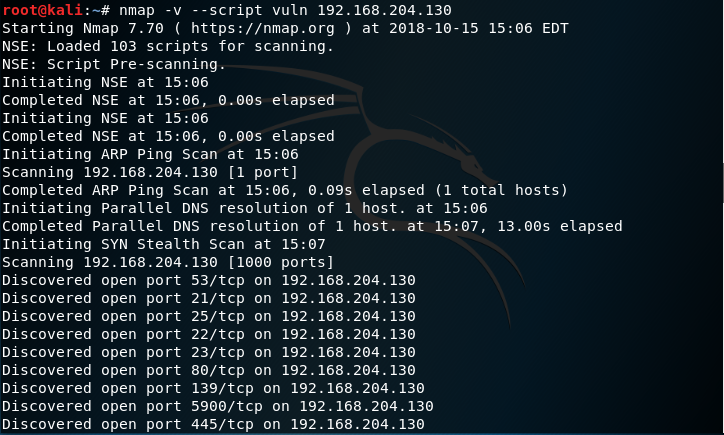 root@kali:~# nmap -v --script vuln 192.168.204.130
Starting Nmap 7.70 ( https://nmap.org ) at 2018-10-15 15:06 EDT
NSE: Loaded 103 scripts for scanning.
NSE: Script Pre-scanning.
Initiating NSE at 15:06
Completed NSE at 15:06, 0.00s elapsed
Initiating NSE at 15:06
Completed NSE at 15:06, 0.00s elapsed
Initiating ARP Ping Scan at 15:06
Scanning 192.168.204.130 [1 port]
Completed ARP Ping Scan at 15:06, 0.09s elapsed (1 total hosts)
Initiating Parallel DNS resolution of 1 host. at 15:06
Completed Parallel DNS resolution of 1 host. at 15:07, 13.00s elapsed
Initiating SYN Stealth Scan at 15:07
Scanning 192.168.204.130 [1000 ports]
Discovered open port 53/tcp on 192.168.204.130
Discovered open port 21/tcp on 192.168.204.130
Discovered open port 25/tcp on 192.168.204.130
Discovered open port 22/tcp on 192.168.204.130
Discovered open port 23/tcp on 192.168.204.130
Discovered open port 80/tcp on 192.168.204.130
Discovered open port 139/tcp on 192.168.204.130
Discovered open port 5900/tcp on 192.168.204.130
Discovered open port 445/tcp on 192.168.204.130